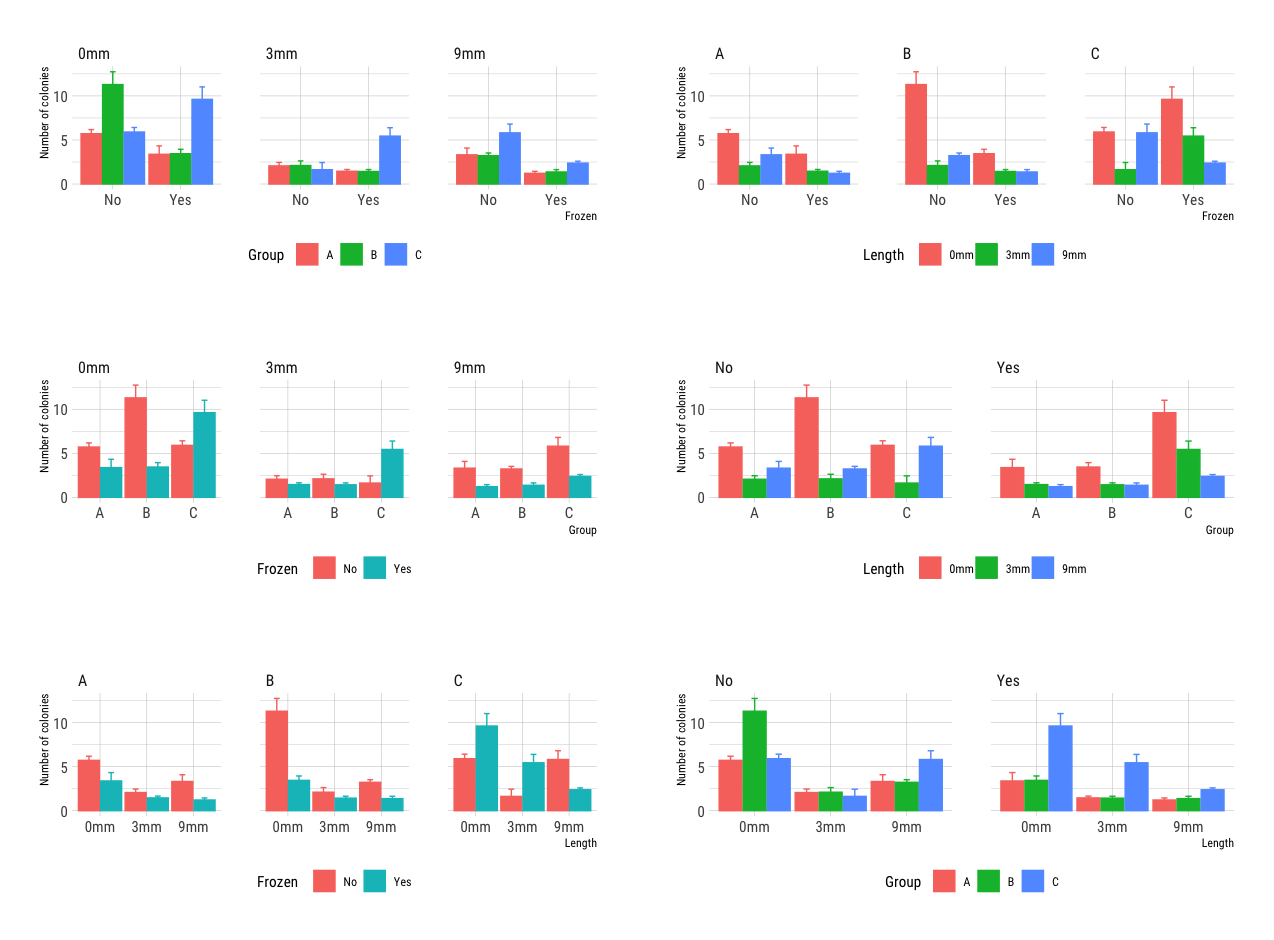 0mm 3mm 9mm
Number of colonies
10
5
0
No Yes No Yes No Yes
Frozen
Group A B C
A B C
Number of colonies
10
5
0
No Yes No Yes No Yes
Frozen
Length 0mm 3mm 9mm
0mm 3mm 9mm
Number of colonies
10
5
0
A B C A B C A B C
Group
Frozen No Yes
No Yes
Number of colonies
10
5
0
A B C A B C
Group
Length 0mm 3mm 9mm
A B C
Number of colonies
10
5
0
0mm 3mm 9mm 0mm 3mm 9mm 0mm 3mm 9mm
Length
Frozen No Yes
No Yes
Number of colonies
10
5
0
0mm 3mm 9mm 0mm 3mm 9mm
Length
Group A B C